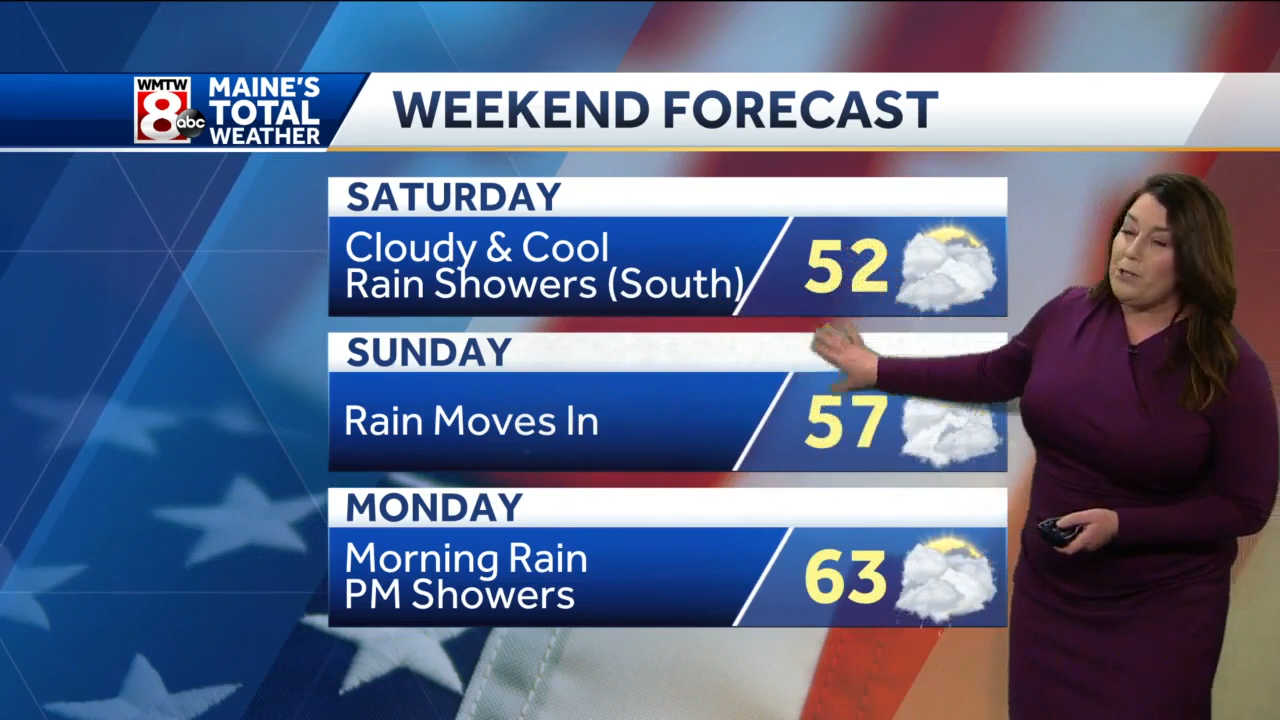 WMTW
8
abc
MAINE'S
TOTAL
WEATHER
WEEKEND FORECAST
SATURDAY
Cloudy & Cool
Rain Showers (South)
52
SUNDAY
Rain Moves In
57
MONDAY
Morning Rain
PM Showers
63